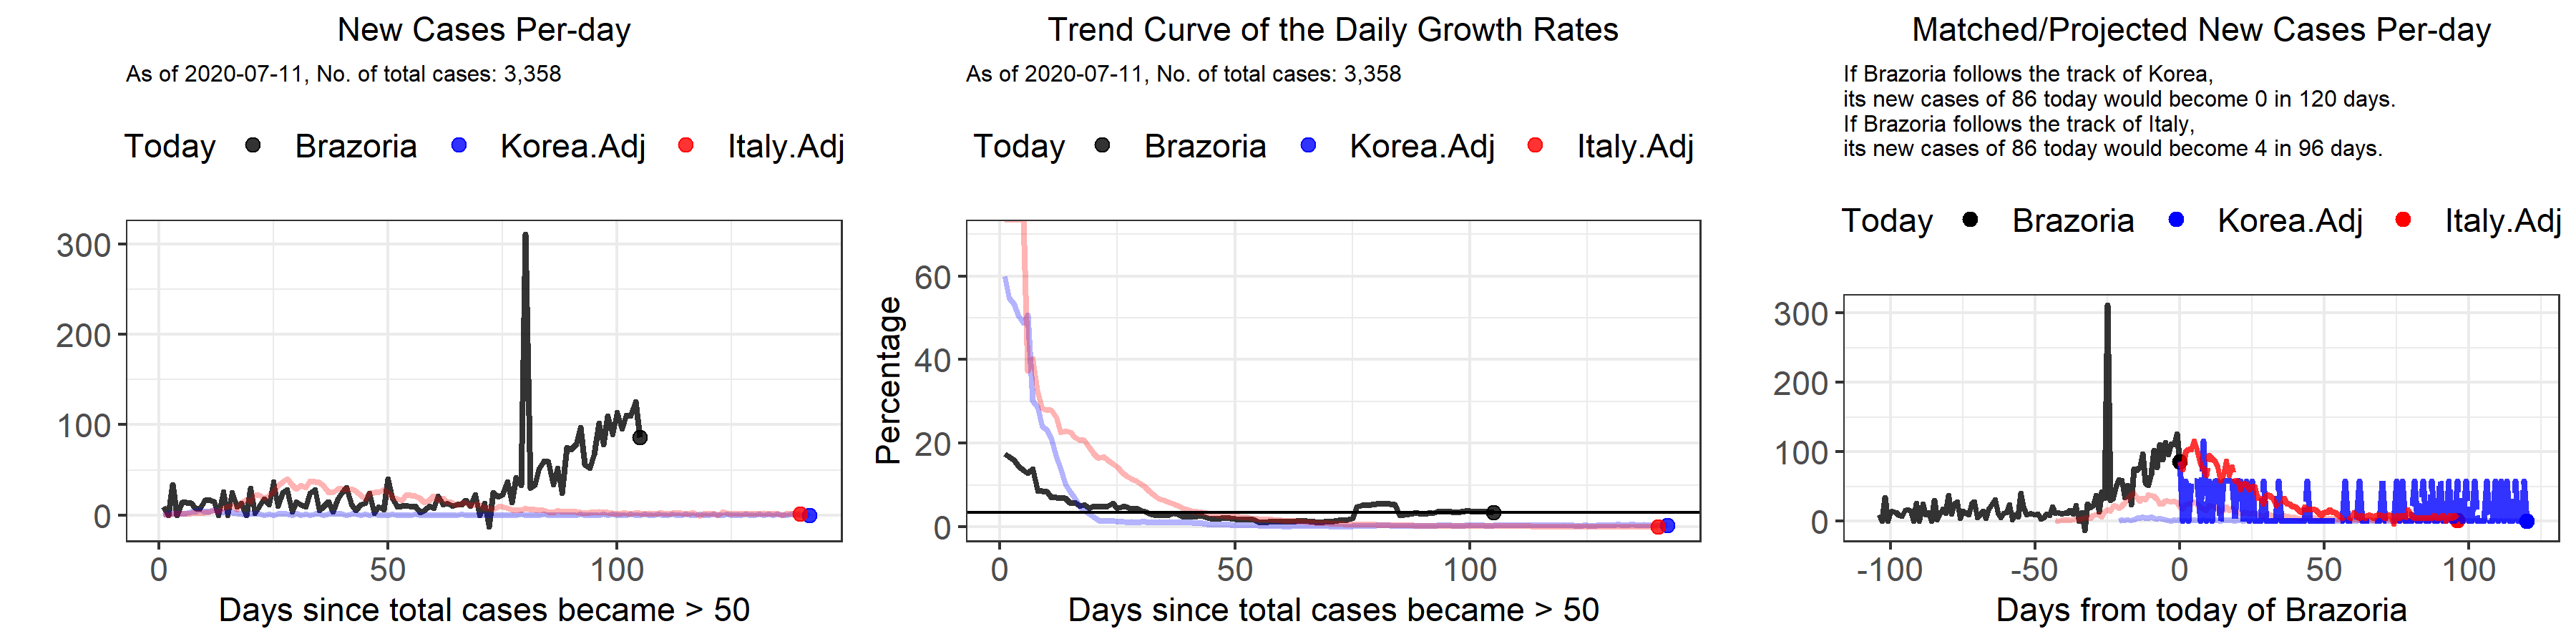 New Cases Per-day
As of 2020-07-11, No. of total cases: 3,358
Today Brazoria Korea.Adj Italy.Adj
300
200
100
0
0 50 100
Days since total cases became > 50
Trend Curve of the Daily Growth Rates
As of 2020-07-11, No. of total cases: 3,358
Today Brazoria Korea.Adj Italy.Adj
Percentage
60
40
20
0
0 50 100
Days since total cases became > 50
Matched/Projected New Cases Per-day
If Brazoria follows the track of Korea,
its new cases of 86 today would become 0 in 120 days.
If Brazoria follows the track of Italy,
its new cases of 86 today would become 4 in 96 days.
Today Brazoria Korea.Adj Italy.Adj
300
200
100
0
-100 -50 0 50 100
Days from today of Brazoria